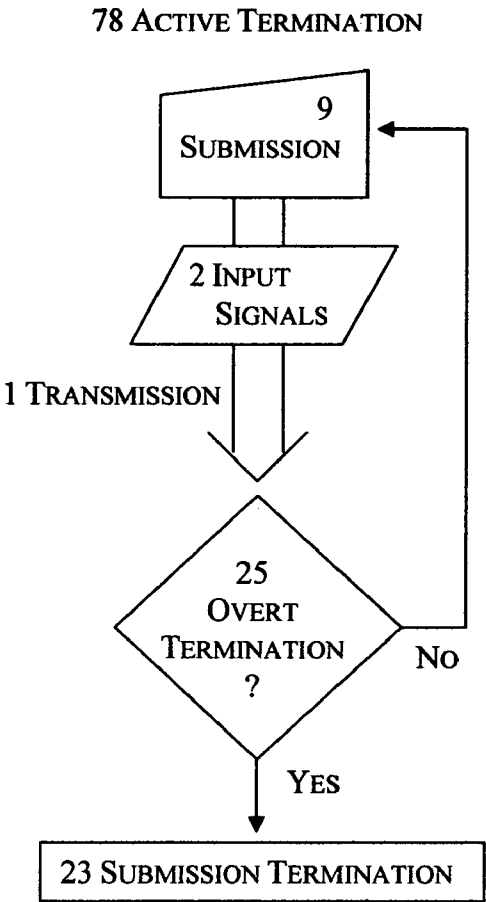 78 ACTIVE TERMINATION
9
SUBMISSION
2 INPUT
SIGNALS
1 TRANSMISSION
25
OVERT
TERMINATION
?
NO
YES
23 SUBMISSION TERMINATION